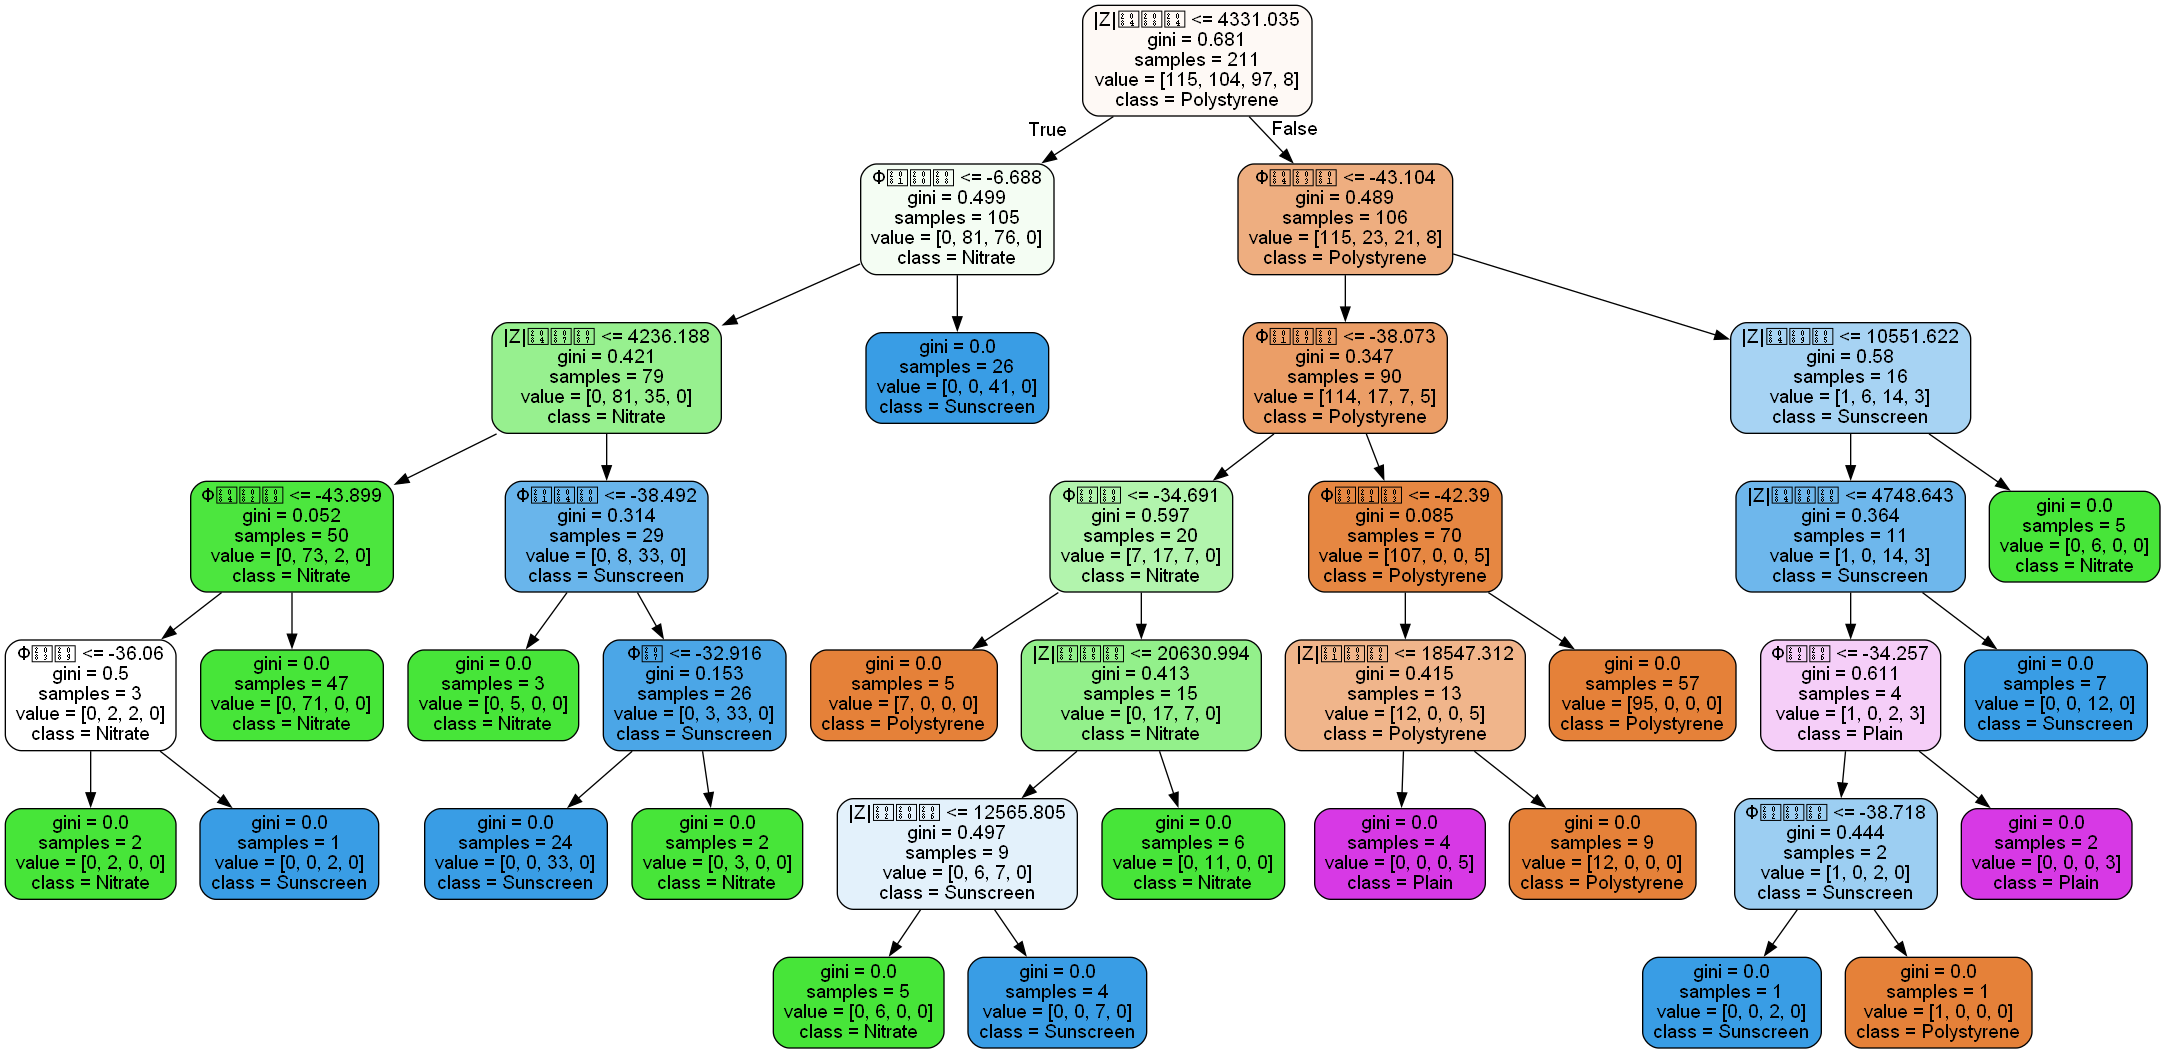 |Z| <= 4331.035
gini = 0.681
samples = 211
value = [115, 104, 97, 8]
class = Polystyrene
True
False
Φ <= -6.688
gini = 0.499
samples = 105
value = [0, 81, 76, 0]
class = Nitrate
Φ <= -43.104
gini = 0.489
samples = 106
value = [115, 23, 21, 8]
class = Polystyrene
|Z| <= 4236.188
gini = 0.421
samples = 79
value = [0, 81, 35, 0]
class = Nitrate
gini = 0.0
samples = 26
value = [0, 0, 41, 0]
class = Sunscreen
Φ <= -38.073
gini = 0.347
samples = 90
value = [114, 17, 7, 5]
class = Polystyrene
|Z| <= 10551.622
gini = 0.58
samples = 16
value = [1, 6, 14, 3]
class = Sunscreen
Φ <= -43.899
gini = 0.052
samples = 50
value = [0, 73, 2, 0]
class = Nitrate
Φ <= -38.492
gini = 0.314
samples = 29
value = [0, 8, 33, 0]
class = Sunscreen
Φ <= -34.691
gini = 0.597
samples = 20
value = [7, 17, 7, 0]
class = Nitrate
Φ <= -42.39
gini = 0.085
samples = 70
value = [107, 0, 0, 5]
class = Polystyrene
|Z| <= 4748.643
gini = 0.364
samples = 11
value = [1, 0, 14, 3]
class = Sunscreen
gini = 0.0
samples = 5
value = [0, 6, 0, 0]
class = Nitrate
Φ <= -36.06
gini = 0.5
samples = 3
value = [0, 2, 2, 0]
class = Nitrate
gini = 0.0
samples = 47
value = [0, 71, 0, 0]
class = Nitrate
gini = 0.0
samples = 3
value = [0, 5, 0, 0]
class = Nitrate
Φ <= -32.916
gini = 0.153
samples = 26
value = [0, 3, 33, 0]
class = Sunscreen
gini = 0.0
samples = 5
value = [7, 0, 0, 0]
class = Polystyrene
|Z| <= 20630.994
gini = 0.413
samples = 15
value = [0, 17, 7, 0]
class = Nitrate
|Z| <= 18547.312
gini = 0.415
samples = 13
value = [12, 0, 0, 5]
class = Polystyrene
gini = 0.0
samples = 57
value = [95, 0, 0, 0]
class = Polystyrene
Φ <= -34.257
gini = 0.611
samples = 4
value = [1, 0, 2, 3]
class = Plain
gini = 0.0
samples = 7
value = [0, 0, 12, 0]
class = Sunscreen
gini = 0.0
samples = 2
value = [0, 2, 0, 0]
class = Nitrate
gini = 0.0
samples = 1
value = [0, 0, 2, 0]
class = Sunscreen
gini = 0.0
samples = 24
value = [0, 0, 33, 0]
class = Sunscreen
gini = 0.0
samples = 2
value = [0, 3, 0, 0]
class = Nitrate
|Z| <= 12565.805
gini = 0.497
samples = 9
value = [0, 6, 7, 0]
class = Sunscreen
gini = 0.0
samples = 6
value = [0, 11, 0, 0]
class = Nitrate
gini = 0.0
samples = 4
value = [0, 0, 0, 5]
class = Plain
gini = 0.0
samples = 9
value = [12, 0, 0, 0]
class = Polystyrene
Φ <= -38.718
gini = 0.444
samples = 2
value = [1, 0, 2, 0]
class = Sunscreen
gini = 0.0
samples = 2
value = [0, 0, 0, 3]
class = Plain
gini = 0.0
samples = 5
value = [0, 6, 0, 0]
class = Nitrate
gini = 0.0
samples = 4
value = [0, 0, 7, 0]
class = Sunscreen
gini = 0.0
samples = 1
value = [0, 0, 2, 0]
class = Sunscreen
gini = 0.0
samples = 1
value = [1, 0, 0, 0]
class = Polystyrene